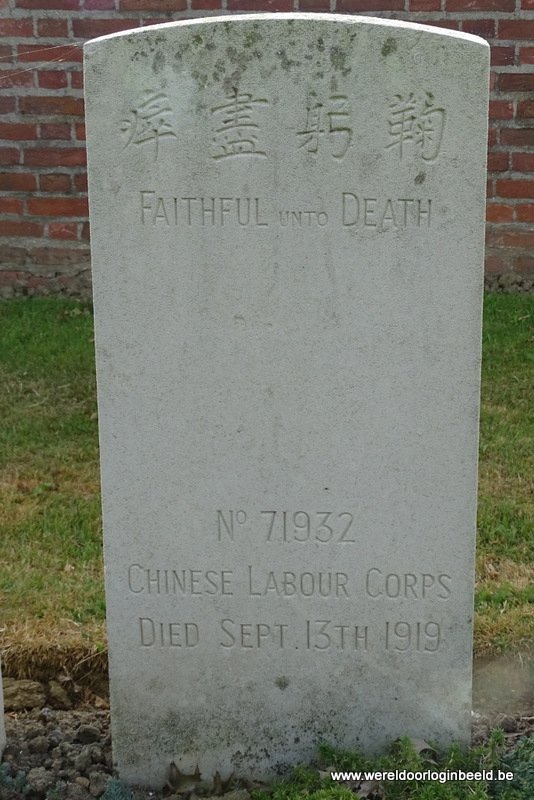 鞠躬盡瘁
FAITHFUL UNTO DEATH
Nº 71932
CHINESE LABOUR CORPS
DIED SEPT. 13TH 1919
www.wereldoorloginbeeld.be